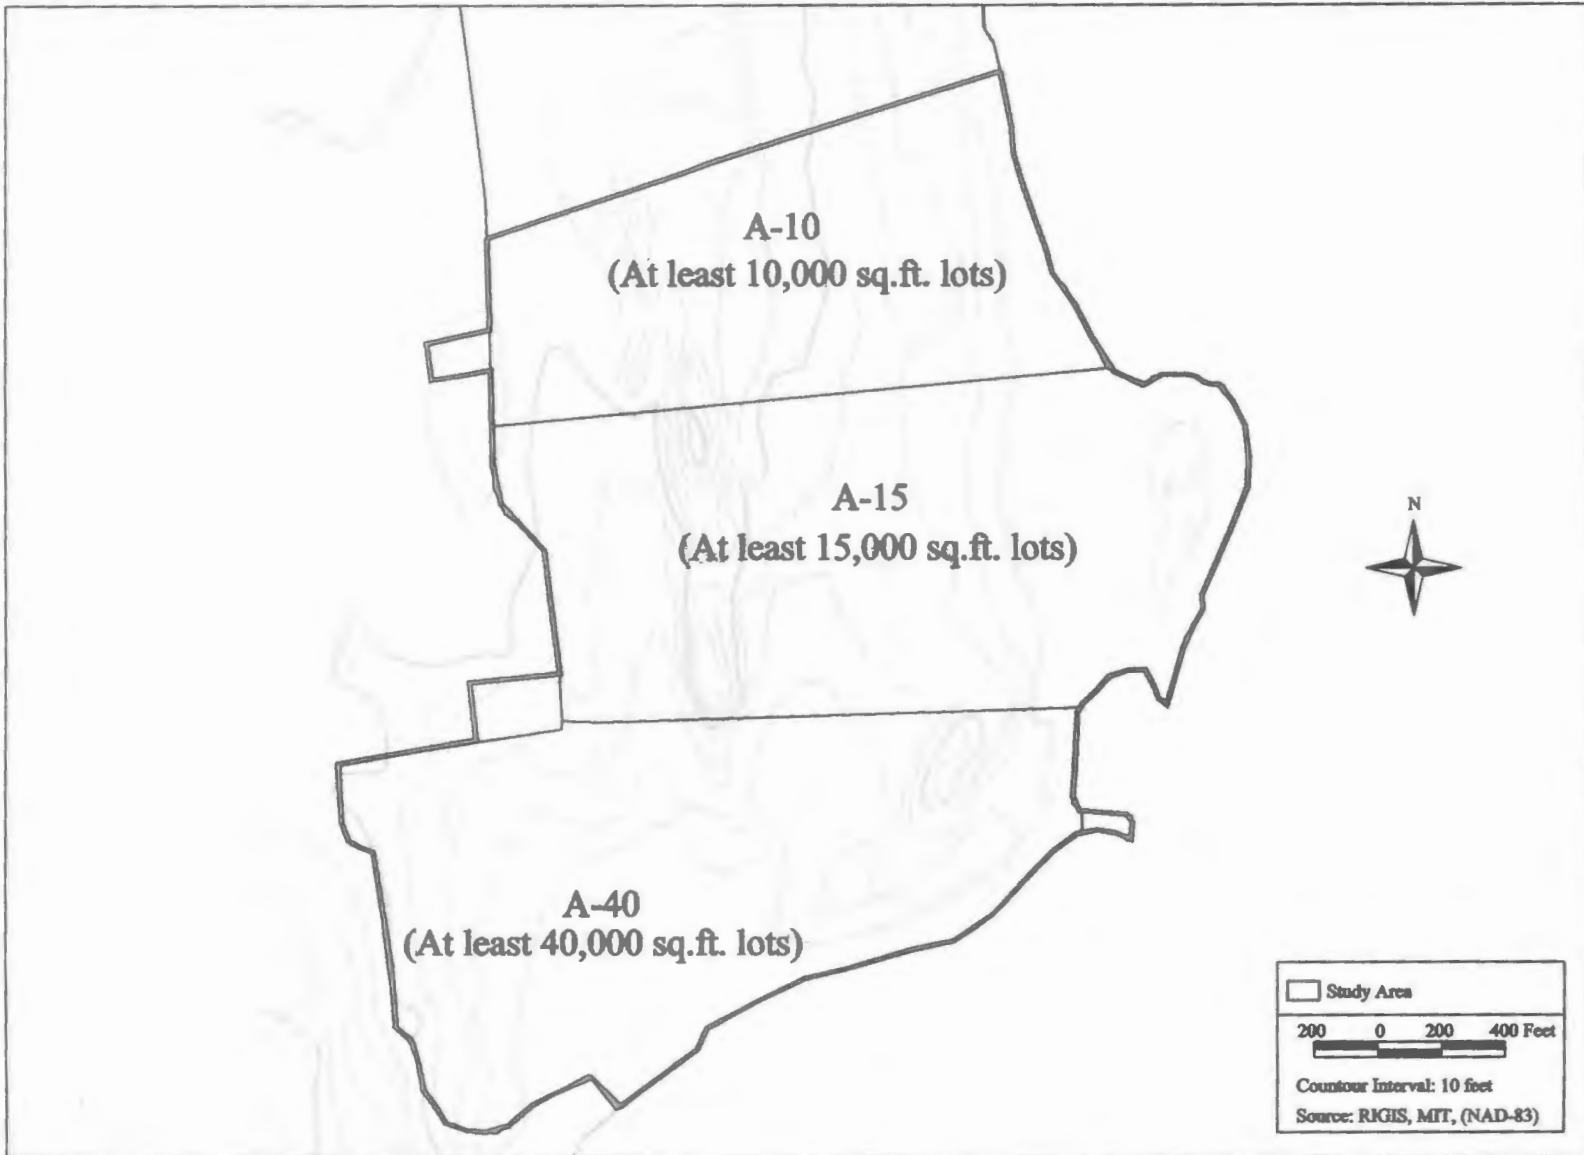 A-10
(At least 10,000 sq.ft. lots)
A-15
(At least 15,000 sq.ft. lots)
N
A-40
(At least 40,000 sq.ft. lots)
Study Area
200 0 200 400 Feet
Countour Interval: 10 feet
Source: RIGIS, MIT, (NAD-83)